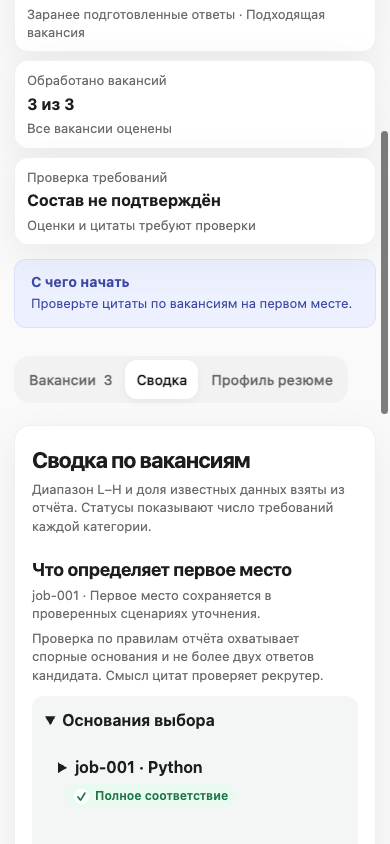 Заранее подготовленные ответы · Подходящая
вакансия
Обработано вакансий
3 из 3
Все вакансии оценены
Проверка требований
Состав не подтверждён
Оценки и цитаты требуют проверки
С чего начать
Проверьте цитаты по вакансиям на первом месте.
Вакансии 3 Сводка Профиль резюме
Сводка по вакансиям
Диапазон L–H и доля известных данных взяты из
отчёта. Статусы показывают число требований
каждой категории.
Что определяет первое место
job-001 · Первое место сохраняется в
проверенных сценариях уточнения.
Проверка по правилам отчёта охватывает
спорные основания и не более двух ответов
кандидата. Смысл цитат проверяет рекрутер.
▼ Основания выбора
▶ job-001 · Python
✓ Полное соответствие